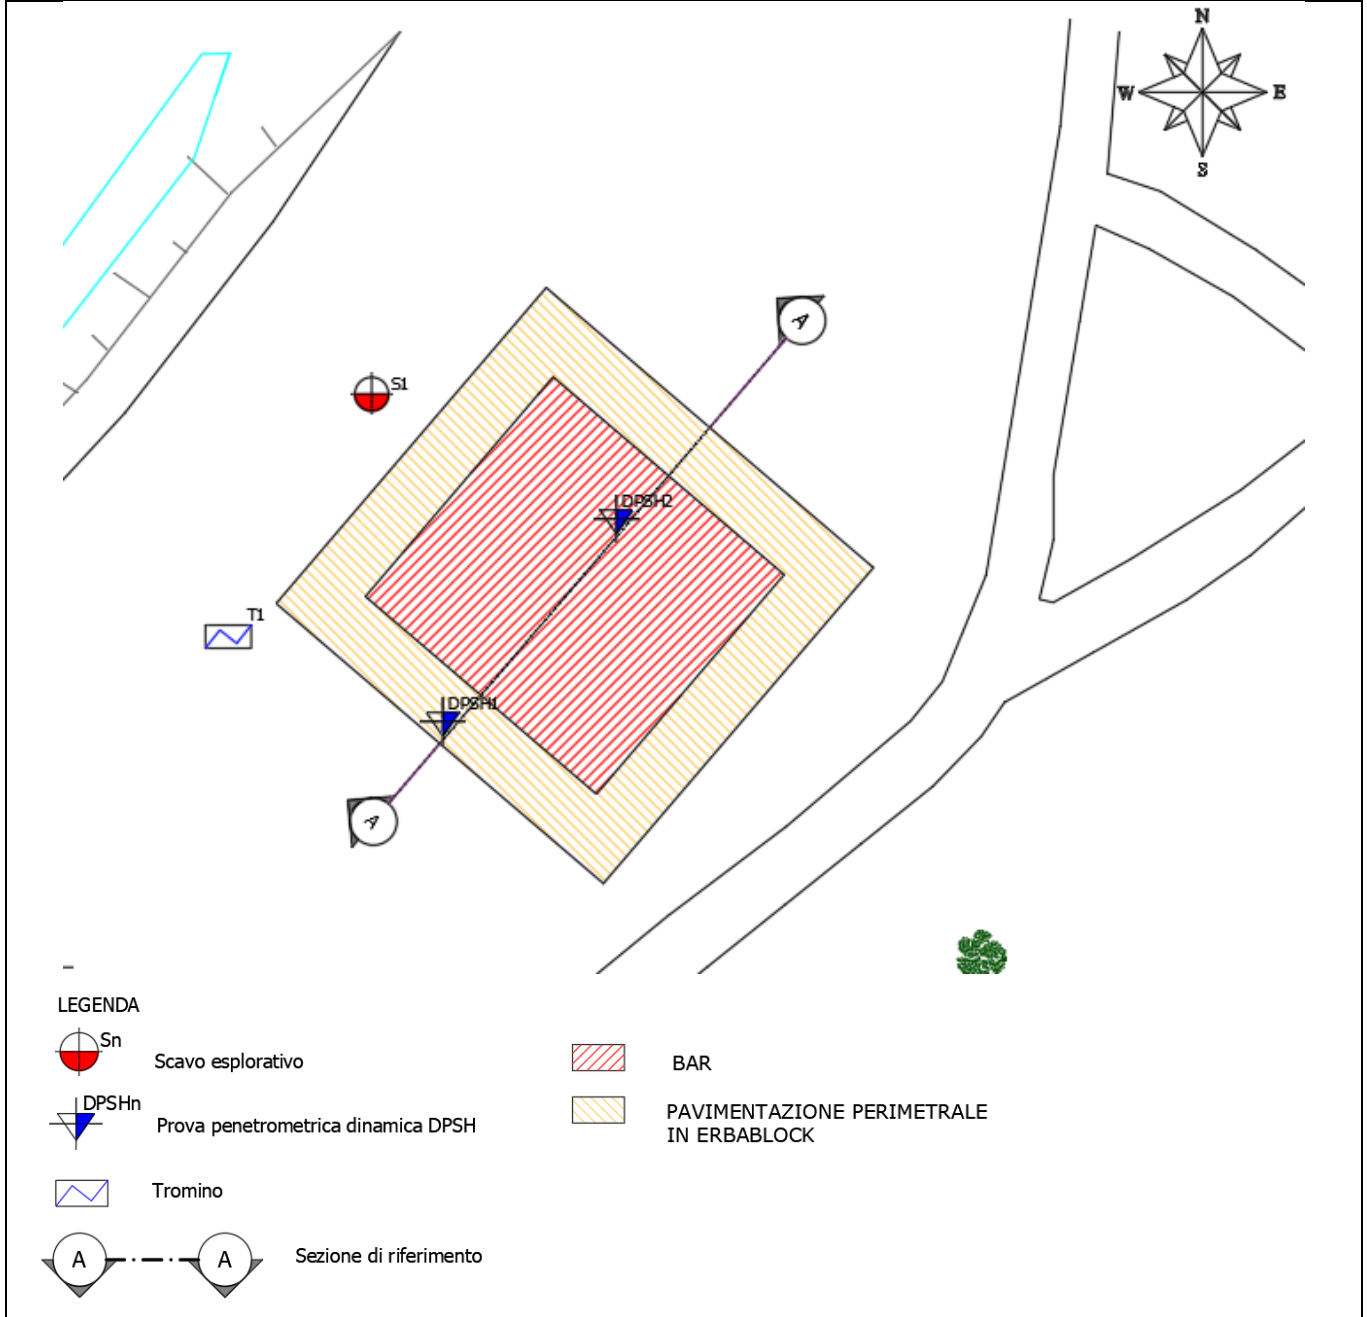 N
W
E
S
A
S1
DPSH2
T1
DPSH1
A
LEGENDA
Sn
Scavo esplorativo
BAR
DPSHn
Prova penetrometrica dinamica DPSH
PAVIMENTAZIONE PERIMETRALE
IN ERBABLOCK
Tromino
A
A
Sezione di riferimento